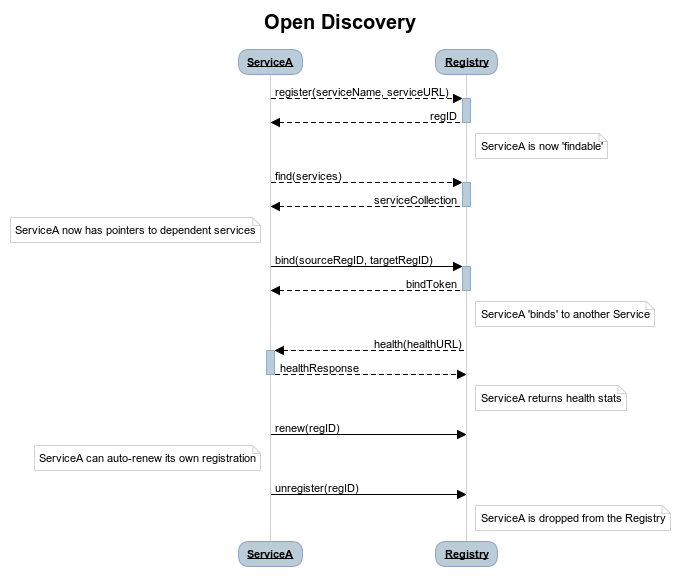 Open Discovery
ServiceA Registry
register(serviceName, serviceURL)
regID
ServiceA is now 'findable'
find(services)
serviceCollection
ServiceA now has pointers to dependent services
bind(sourceRegID, targetRegID)
bindToken
ServiceA 'binds' to another Service
health(healthURL)
healthResponse
ServiceA returns health stats
renew(regID)
ServiceA can auto-renew its own registration
unregister(regID)
ServiceA is dropped from the Registry
ServiceA Registry